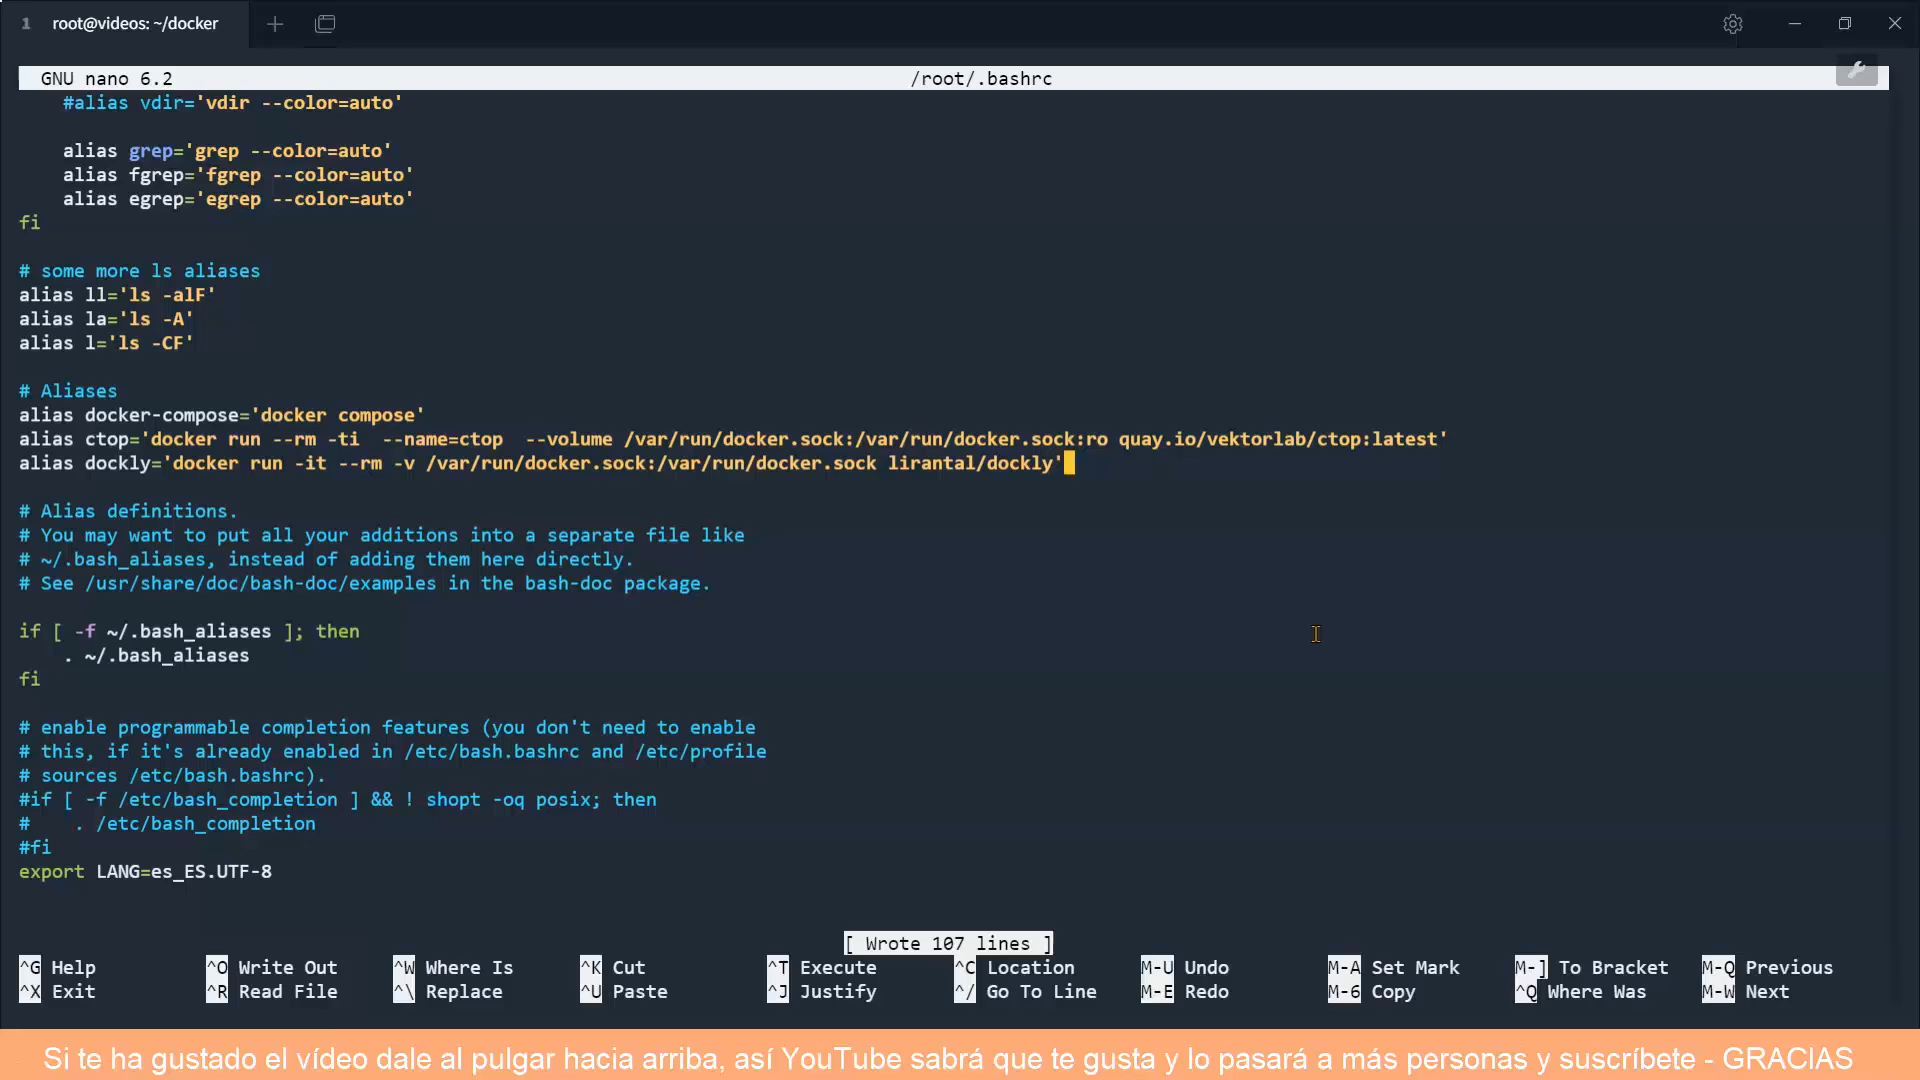 1 root@videos: ~/docker
GNU nano 6.2 /root/.bashrc
#alias vdir='vdir --color=auto'
alias grep='grep --color=auto'
alias fgrep='fgrep --color=auto'
alias egrep='egrep --color=auto'
fi
# some more ls aliases
alias ll='ls -alF'
alias la='ls -A'
alias l='ls -CF'
# Aliases
alias docker-compose='docker compose'
alias ctop='docker run --rm -ti  --name=ctop  --volume /var/run/docker.sock:/var/run/docker.sock:ro quay.io/vektorlab/ctop:latest'
alias dockly='docker run -it --rm -v /var/run/docker.sock:/var/run/docker.sock lirantal/dockly'
# Alias definitions.
# You may want to put all your additions into a separate file like
# ~/.bash_aliases, instead of adding them here directly.
# See /usr/share/doc/bash-doc/examples in the bash-doc package.
if [ -f ~/.bash_aliases ]; then
. ~/.bash_aliases
fi
# enable programmable completion features (you don't need to enable
# this, if it's already enabled in /etc/bash.bashrc and /etc/profile
# sources /etc/bash.bashrc).
#if [ -f /etc/bash_completion ] && ! shopt -oq posix; then
#    . /etc/bash_completion
#fi
export LANG=es_ES.UTF-8
[ Wrote 107 lines ]
^G Help ^O Write Out ^W Where Is ^K Cut ^T Execute ^C Location M-U Undo M-A Set Mark M-] To Bracket M-Q Previous
^X Exit ^R Read File ^\ Replace ^U Paste ^J Justify ^/ Go To Line M-E Redo M-6 Copy ^Q Where Was M-W Next
Si te ha gustado el vídeo dale al pulgar hacia arriba, así YouTube sabrá que te gusta y lo pasará a más personas y suscríbete - GRACIAS